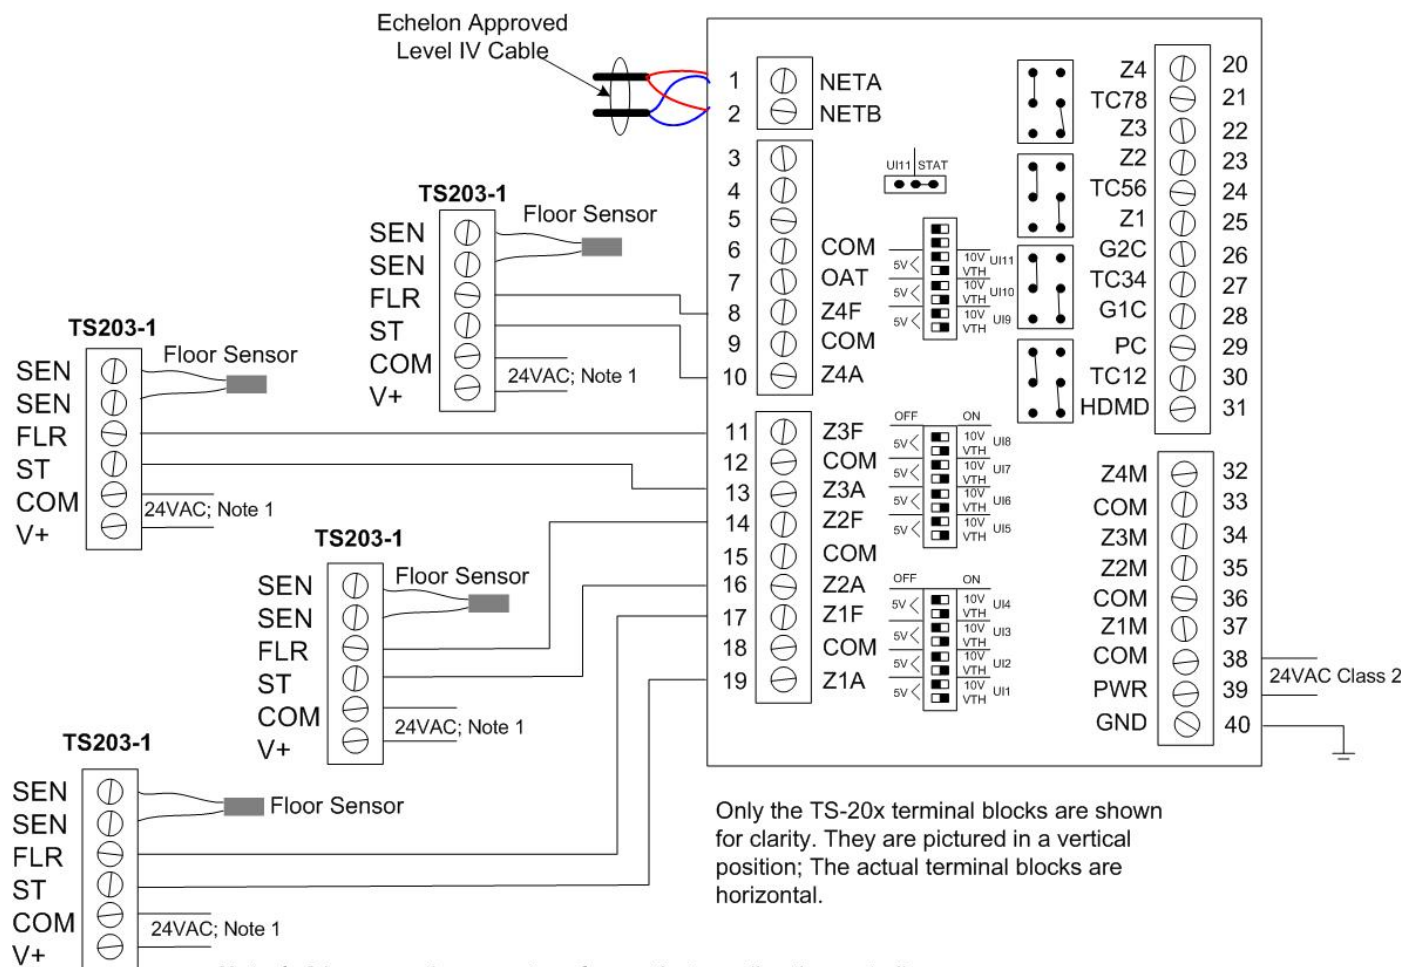 Echelon Approved
Level IV Cable
1 NETA
2 NETB
3
4
5
6 COM
7 OAT
8 Z4F
9 COM
10 Z4A
11 Z3F
12 COM
13 Z3A
14 Z2F
15 COM
16 Z2A
17 Z1F
18 COM
19 Z1A
UI11 STAT
5V< 10V VTH UI11
5V< 10V VTH UI10
5V< 10V VTH UI9
OFF ON
5V< 10V VTH UI8
5V< 10V VTH UI7
5V< 10V VTH UI6
5V< 10V VTH UI5
OFF ON
5V< 10V VTH UI4
5V< 10V VTH UI3
5V< 10V VTH UI2
5V< 10V VTH UI1
Z4 20
TC78 21
Z3 22
Z2 23
TC56 24
Z1 25
G2C 26
TC34 27
G1C 28
PC 29
TC12 30
HDMD 31
Z4M 32
COM 33
Z3M 34
Z2M 35
COM 36
Z1M 37
COM 38
PWR 39
GND 40
24VAC Class 2
TS203-1
SEN
SEN
FLR
ST
COM
V+
Floor Sensor
24VAC; Note 1
TS203-1
SEN
SEN
FLR
ST
COM
V+
Floor Sensor
24VAC; Note 1
TS203-1
SEN
SEN
FLR
ST
COM
V+
Floor Sensor
24VAC; Note 1
TS203-1
SEN
SEN
FLR
ST
COM
V+
Floor Sensor
24VAC; Note 1
Only the TS-20x terminal blocks are shown
for clarity. They are pictured in a vertical
position; The actual terminal blocks are
horizontal.